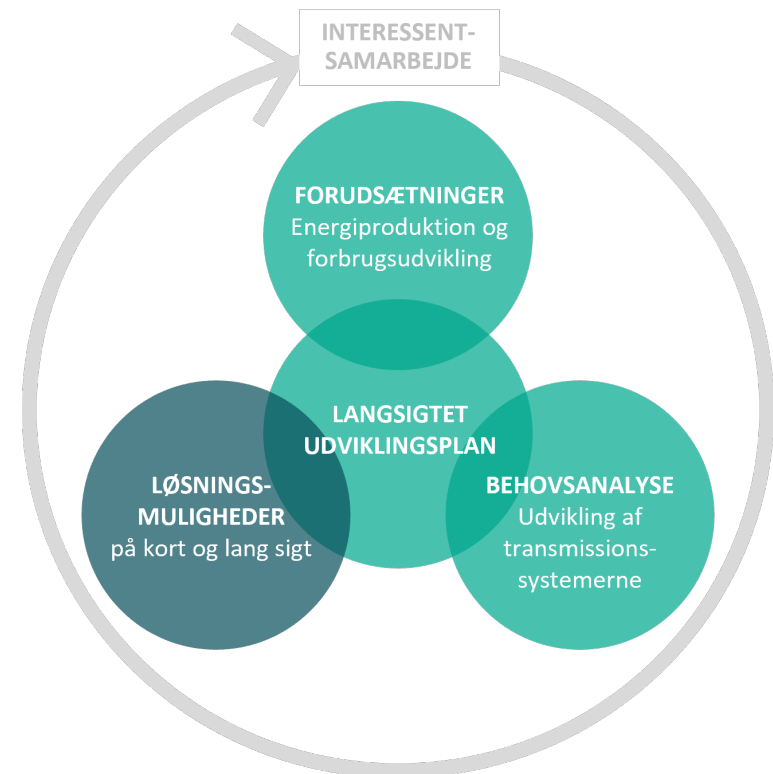 INTERESSENT-
SAMARBEJDE
FORUDSÆTNINGER
Energiproduktion og
forbrugsudvikling
LANGSIGTET
UDVIKLINGSPLAN
LØSNINGS-
MULIGHEDER
på kort og lang sigt
BEHOVSANALYSE
Udvikling af
transmissions-
systemerne